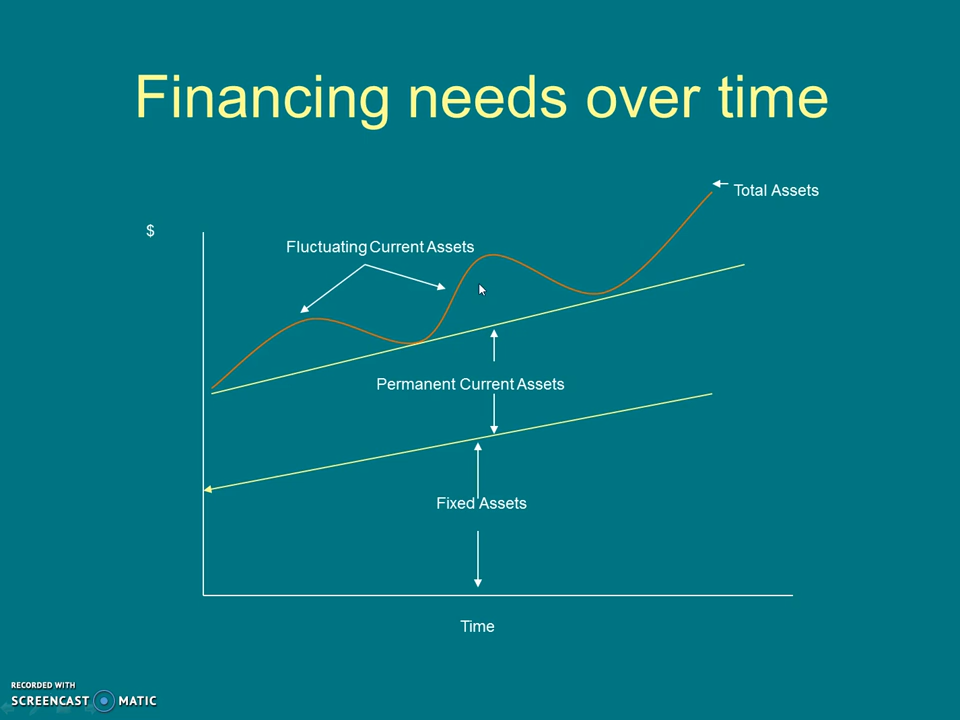 Financing needs over time
Total Assets
$
Fluctuating Current Assets
Permanent Current Assets
Fixed Assets
Time
RECORDED WITH
SCREENCAST MATIC